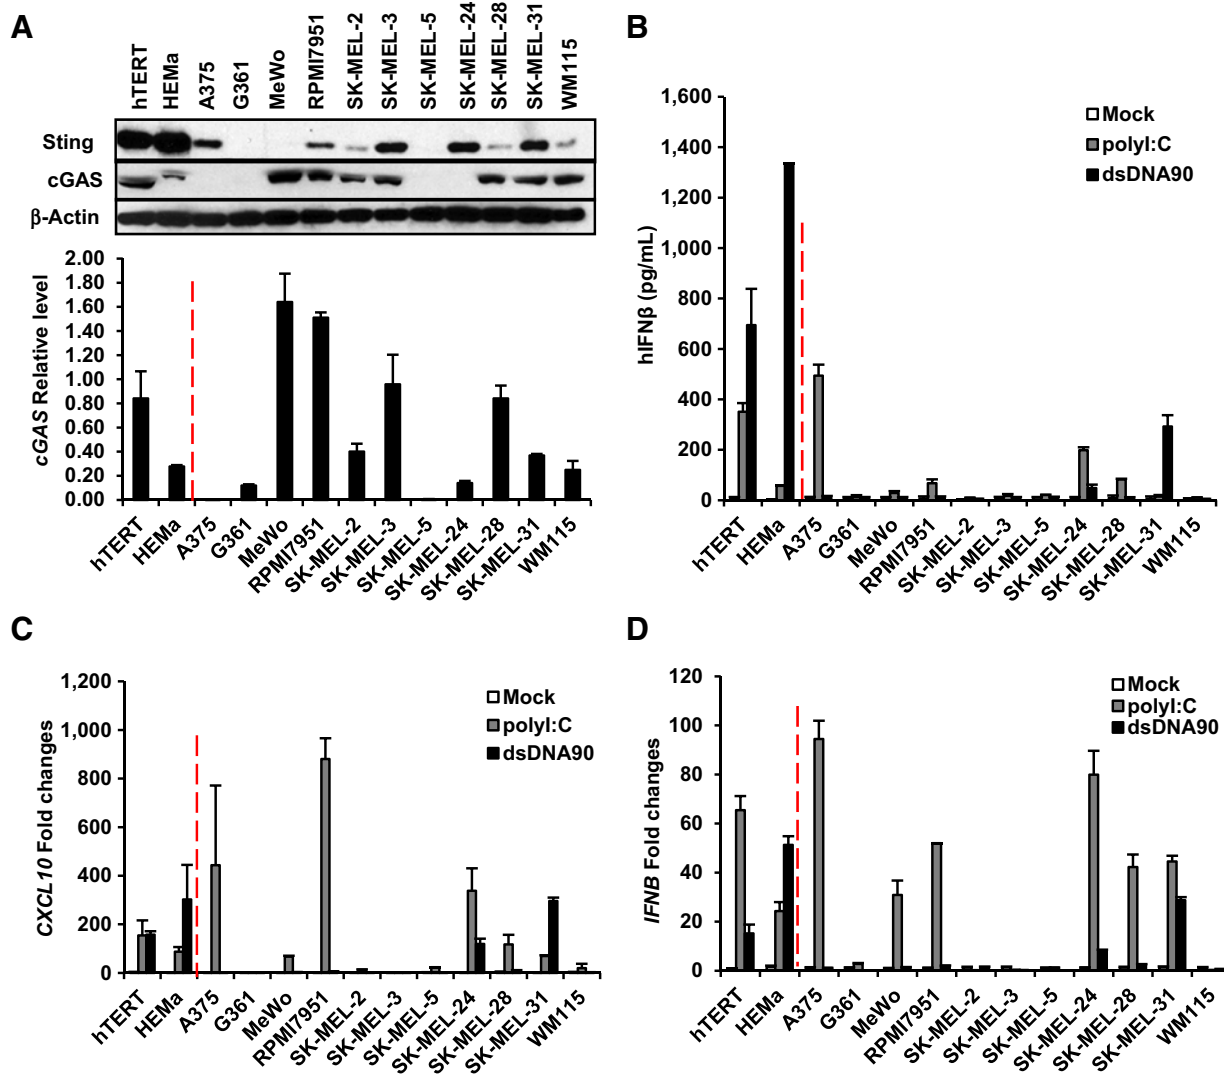 A
hTERT
HEMa
A375
G361
MeWo
RPMI7951
SK-MEL-2
SK-MEL-3
SK-MEL-5
SK-MEL-24
SK-MEL-28
SK-MEL-31
WM115
Sting
cGAS
β-Actin
cGAS Relative level
2.00
1.80
1.60
1.40
1.20
1.00
0.80
0.60
0.40
0.20
0.00
hTERT
HEMa
A375
G361
MeWo
RPMI7951
SK-MEL-2
SK-MEL-3
SK-MEL-5
SK-MEL-24
SK-MEL-28
SK-MEL-31
WM115
B
hIFNβ (pg/mL)
1,600
1,400
1,200
1,000
800
600
400
200
0
Mock
polyI:C
dsDNA90
hTERT
HEMa
A375
G361
MeWo
RPMI7951
SK-MEL-2
SK-MEL-3
SK-MEL-5
SK-MEL-24
SK-MEL-28
SK-MEL-31
WM115
C
CXCL10 Fold changes
1,200
1,000
800
600
400
200
0
Mock
polyI:C
dsDNA90
hTERT
HEMa
A375
G361
MeWo
RPMI7951
SK-MEL-2
SK-MEL-3
SK-MEL-5
SK-MEL-24
SK-MEL-28
SK-MEL-31
WM115
D
IFNB Fold changes
120
100
80
60
40
20
0
Mock
polyI:C
dsDNA90
hTERT
HEMa
A375
G361
MeWo
RPMI7951
SK-MEL-2
SK-MEL-3
SK-MEL-5
SK-MEL-24
SK-MEL-28
SK-MEL-31
WM115